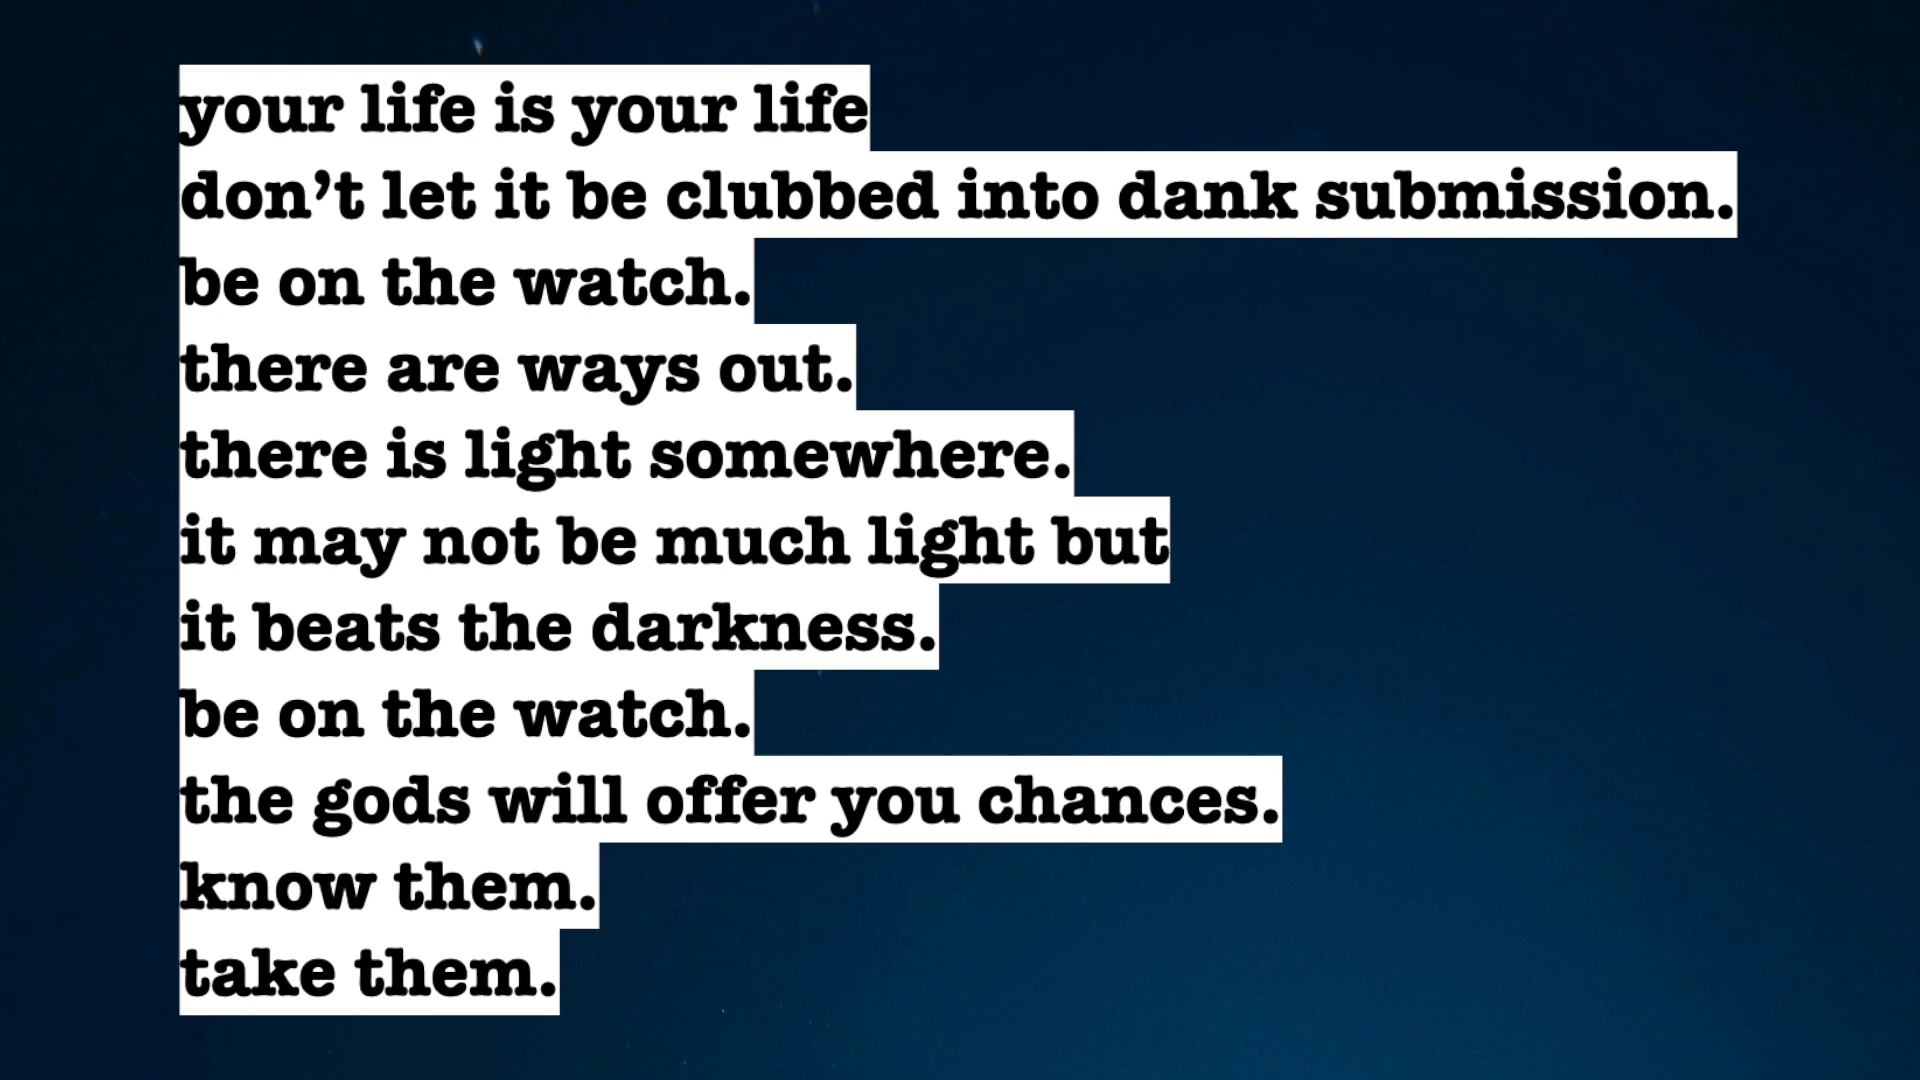 your life is your life
don’t let it be clubbed into dank submission.
be on the watch.
there are ways out.
there is light somewhere.
it may not be much light but
it beats the darkness.
be on the watch.
the gods will offer you chances.
know them.
take them.